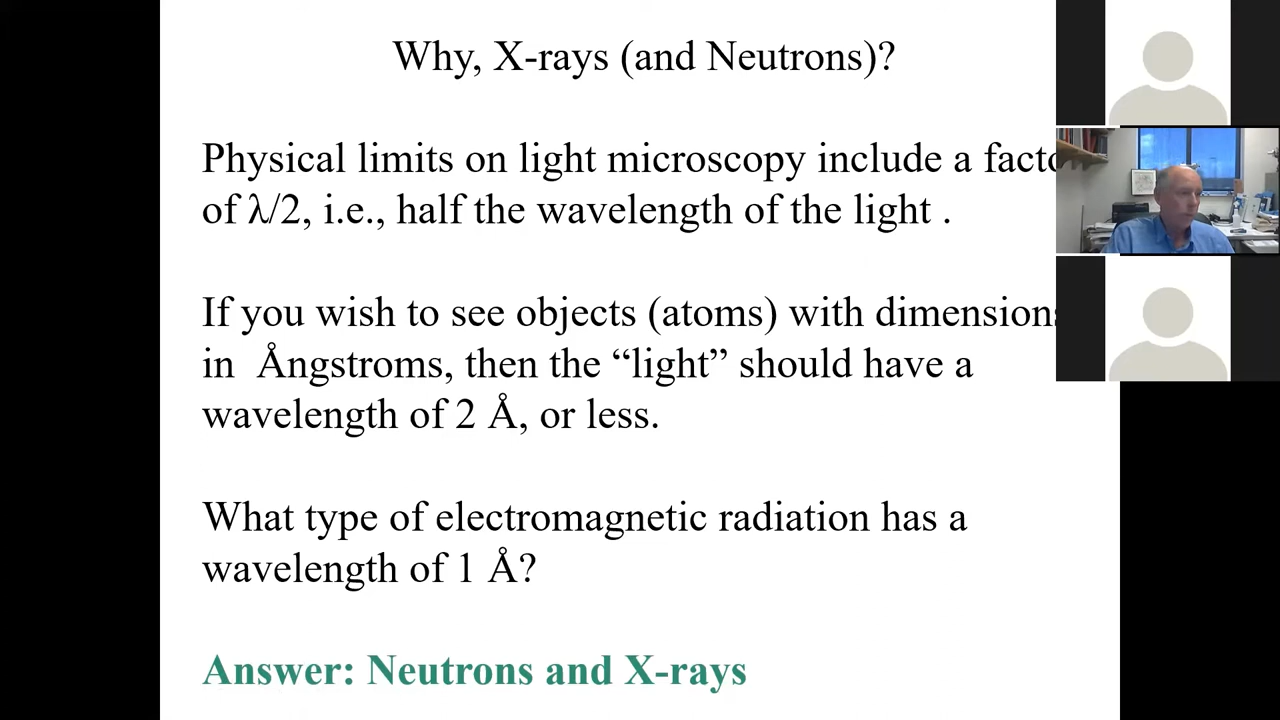 Why, X-rays (and Neutrons)?
Physical limits on light microscopy include a facto
of λ/2, i.e., half the wavelength of the light .
If you wish to see objects (atoms) with dimensions
in Ångstroms, then the “light” should have a
wavelength of 2 Å, or less.
What type of electromagnetic radiation has a
wavelength of 1 Å?
Answer: Neutrons and X-rays